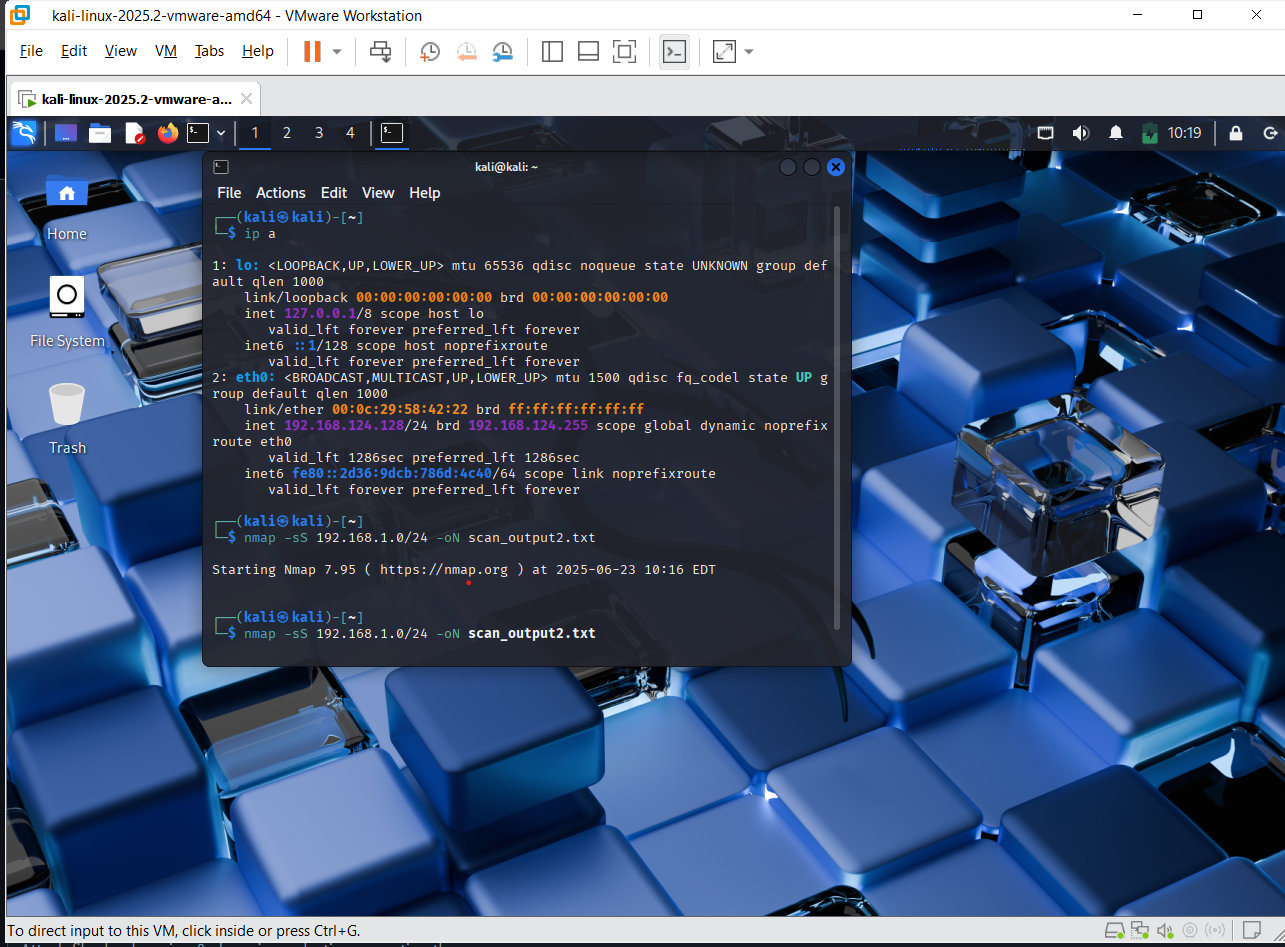 kali-linux-2025.2-vmware-amd64 - VMware Workstation
File Edit View VM Tabs Help
kali-linux-2025.2-vmware-a...
1 2 3 4
10:19
kali@kali: ~
File Actions Edit View Help
Home
File System
Trash
┌──(kali㉿kali)-[~]
└─$ ip a
1: lo: <LOOPBACK,UP,LOWER_UP> mtu 65536 qdisc noqueue state UNKNOWN group def
ault qlen 1000
link/loopback 00:00:00:00:00:00 brd 00:00:00:00:00:00
inet 127.0.0.1/8 scope host lo
valid_lft forever preferred_lft forever
inet6 ::1/128 scope host noprefixroute
valid_lft forever preferred_lft forever
2: eth0: <BROADCAST,MULTICAST,UP,LOWER_UP> mtu 1500 qdisc fq_codel state UP g
roup default qlen 1000
link/ether 00:0c:29:58:42:22 brd ff:ff:ff:ff:ff:ff
inet 192.168.124.128/24 brd 192.168.124.255 scope global dynamic noprefix
route eth0
valid_lft 1286sec preferred_lft 1286sec
inet6 fe80::2d36:9dcb:786d:4c40/64 scope link noprefixroute
valid_lft forever preferred_lft forever
┌──(kali㉿kali)-[~]
└─$ nmap -sS 192.168.1.0/24 -oN scan_output2.txt
Starting Nmap 7.95 ( https://nmap.org ) at 2025-06-23 10:16 EDT
┌──(kali㉿kali)-[~]
└─$ nmap -sS 192.168.1.0/24 -oN scan_output2.txt
To direct input to this VM, click inside or press Ctrl+G.